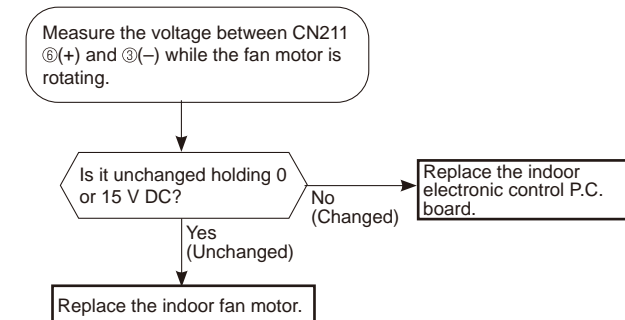 Measure the voltage between CN211
⑥(+) and ③(–) while the fan motor is
rotating.
Is it unchanged holding 0
or 15 V DC?
No
(Changed)
Replace the indoor
electronic control P.C.
board.
Yes
(Unchanged)
Replace the indoor fan motor.